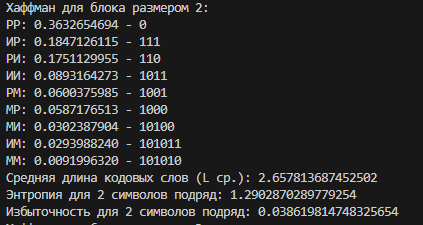 Хаффман для блока размером 2:
РР: 0.3632654694 - 0
ИР: 0.1847126115 - 111
РИ: 0.1751129955 - 110
ИИ: 0.0893164273 - 1011
РМ: 0.0600375985 - 1001
МР: 0.0587176513 - 1000
МИ: 0.0302387904 - 10100
ИМ: 0.0293988240 - 101011
ММ: 0.0091996320 - 101010
Средняя длина кодовых слов (L ср.): 2.657813687452502
Энтропия для 2 символов подряд: 1.2902870289779254
Избыточность для 2 символов подряд: 0.038619814748325654